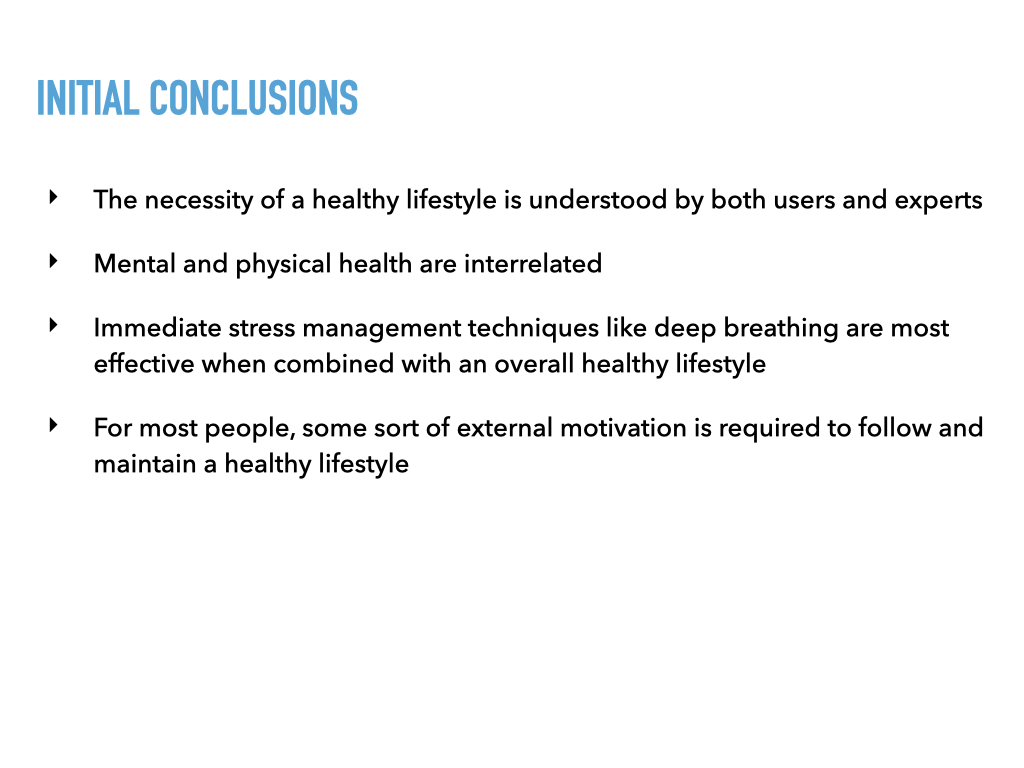 INITIAL CONCLUSIONS
‣ The necessity of a healthy lifestyle is understood by both users and experts
‣ Mental and physical health are interrelated
‣ Immediate stress management techniques like deep breathing are most
effective when combined with an overall healthy lifestyle
‣ For most people, some sort of external motivation is required to follow and
maintain a healthy lifestyle